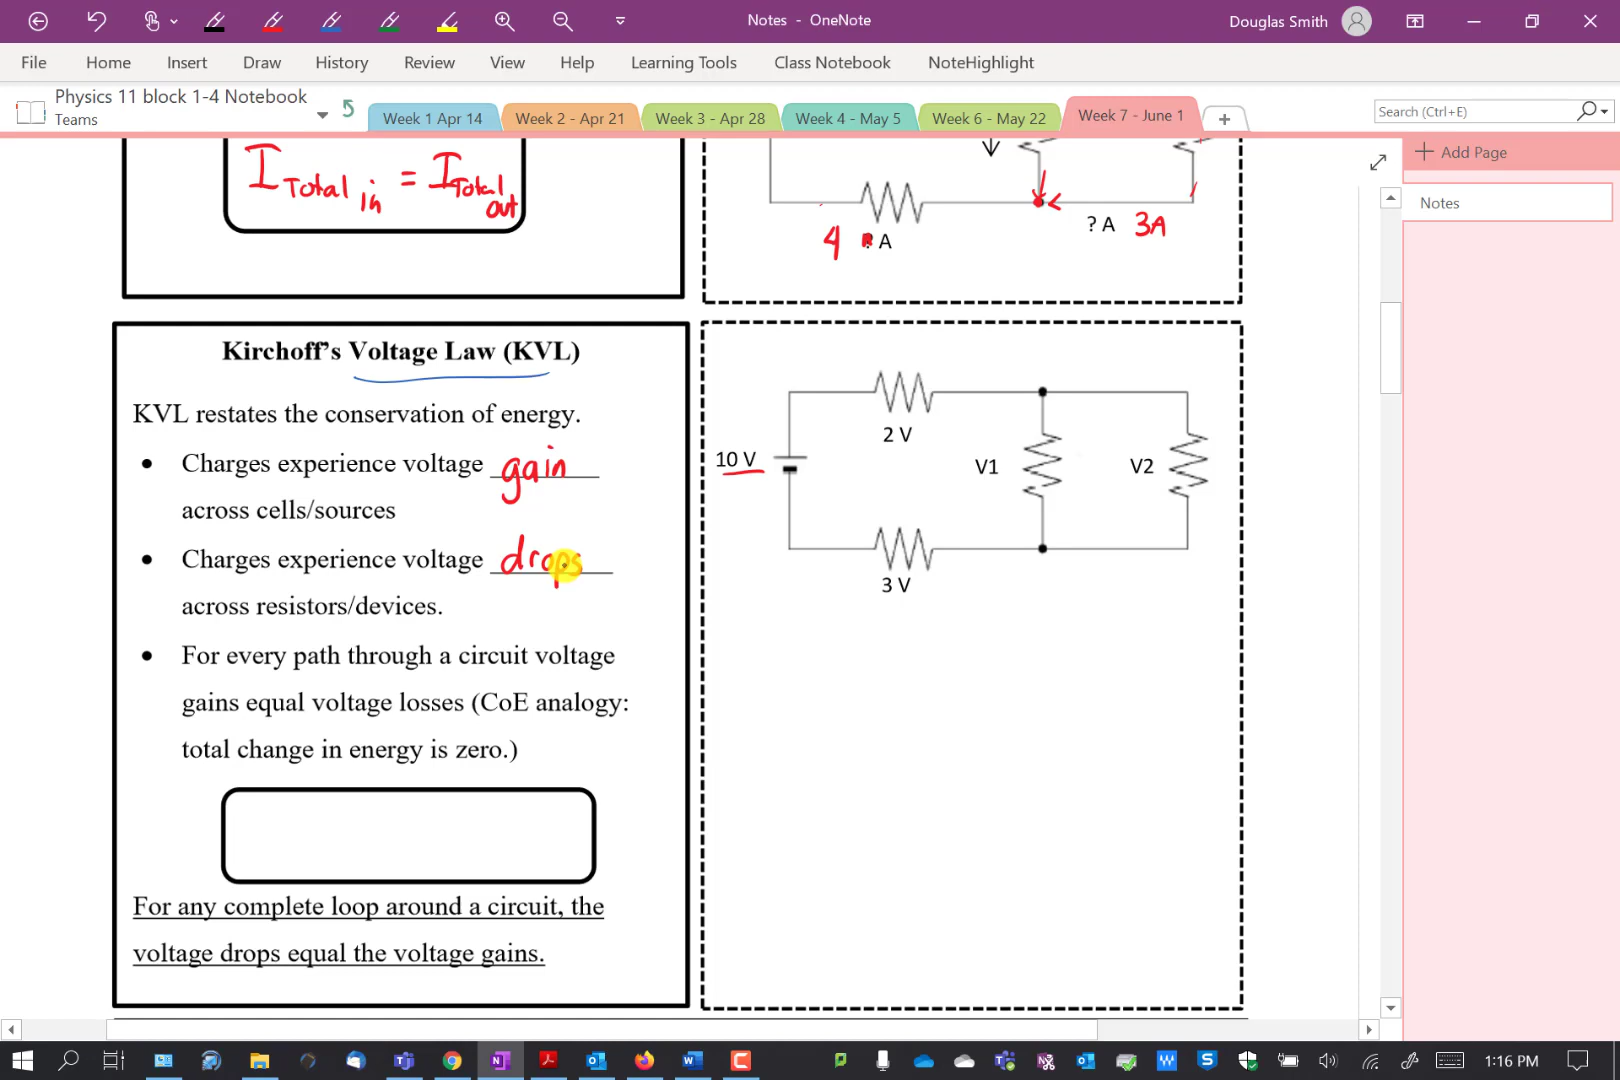 Notes - OneNote
Douglas Smith
File Home Insert Draw History Review View Help Learning Tools Class Notebook NoteHighlight
Physics 11 block 1-4 Notebook
Teams
Week 1 Apr 14
Week 2 - Apr 21
Week 3 - Apr 28
Week 4 - May 5
Week 6 - May 22
Week 7 - June 1
Search (Ctrl+E)
Add Page
Notes
I Total in = I Total out
? A 3A
4 A
Kirchoff's Voltage Law (KVL)
KVL restates the conservation of energy.
• Charges experience voltage gain
across cells/sources
• Charges experience voltage drops
across resistors/devices.
• For every path through a circuit voltage
gains equal voltage losses (CoE analogy:
total change in energy is zero.)
For any complete loop around a circuit, the
voltage drops equal the voltage gains.
2 V
10 V
V1
V2
3 V
1:16 PM